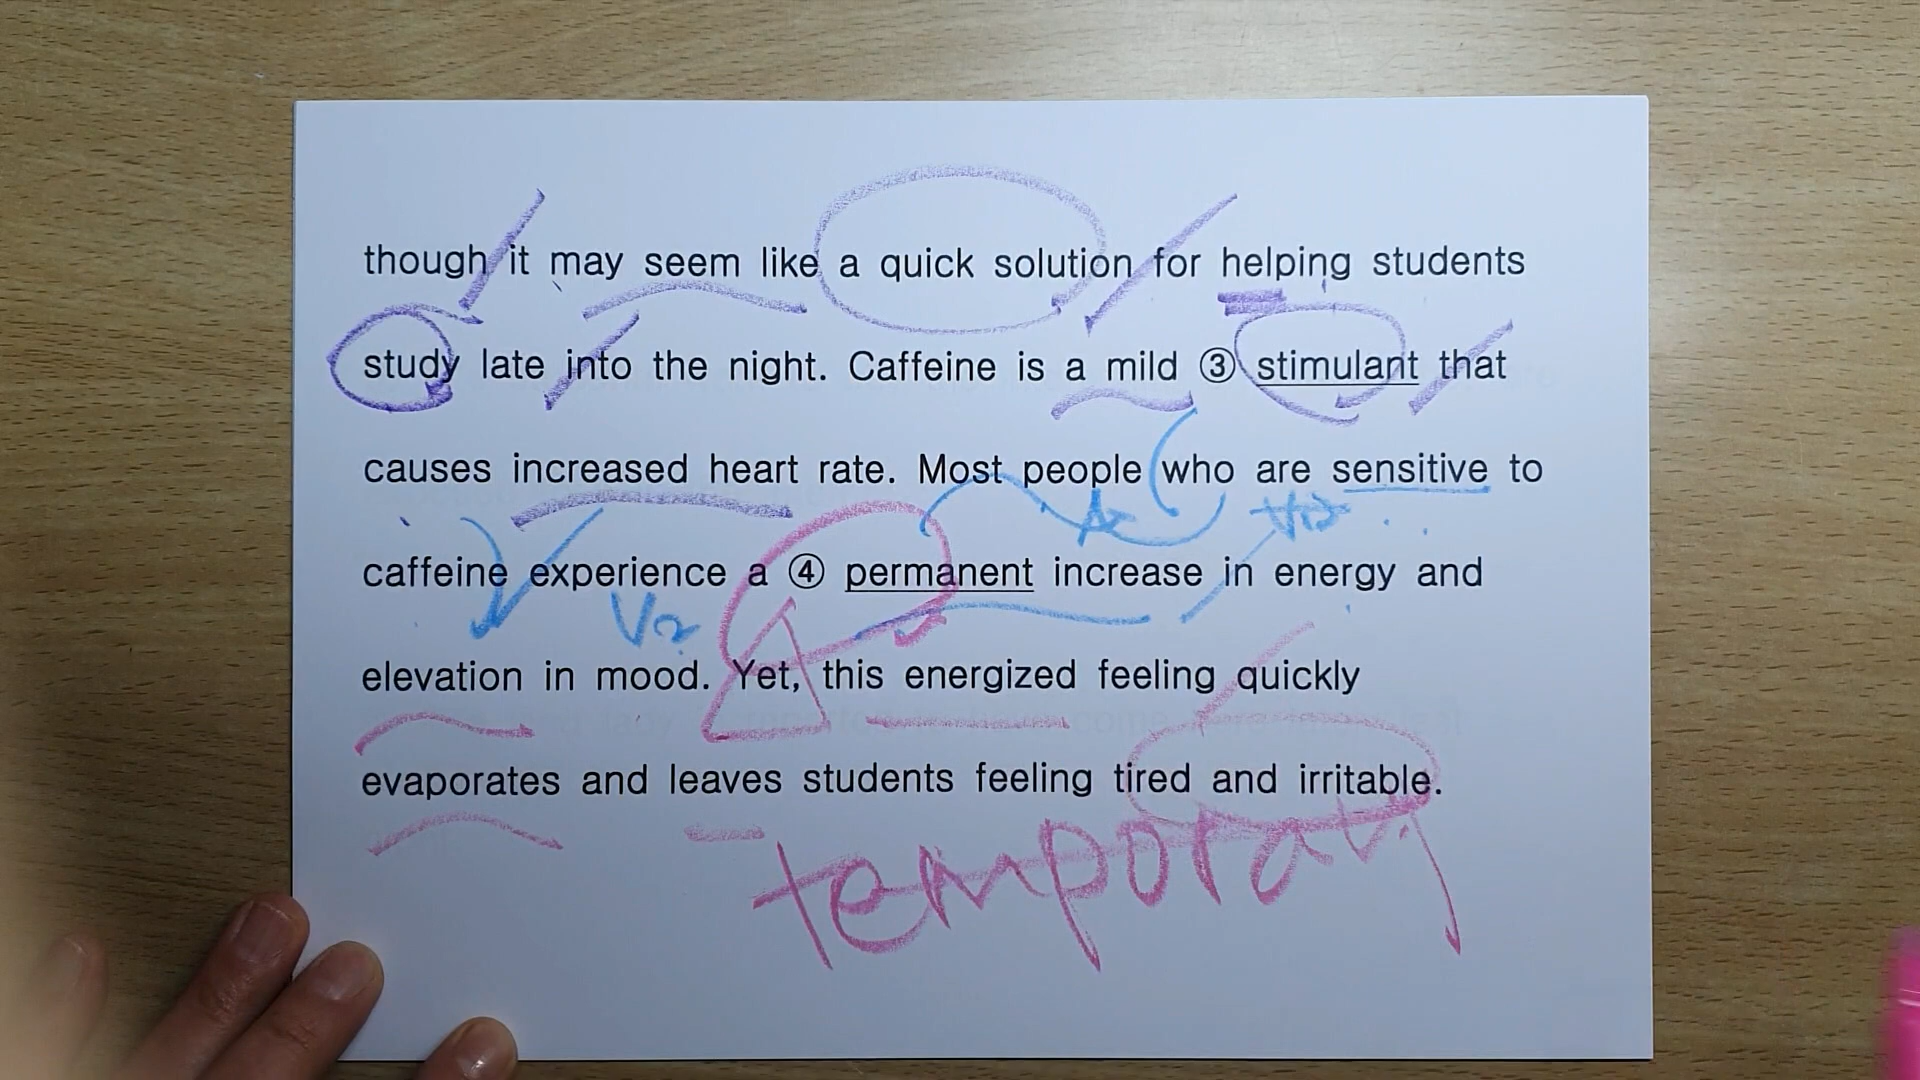 though it may seem like a quick solution for helping students
study late into the night. Caffeine is a mild ③ stimulant that
causes increased heart rate. Most people who are sensitive to
V①
caffeine experience a ④ permanent increase in energy and
V②
elevation in mood. Yet, this energized feeling quickly
evaporates and leaves students feeling tired and irritable.
temporary